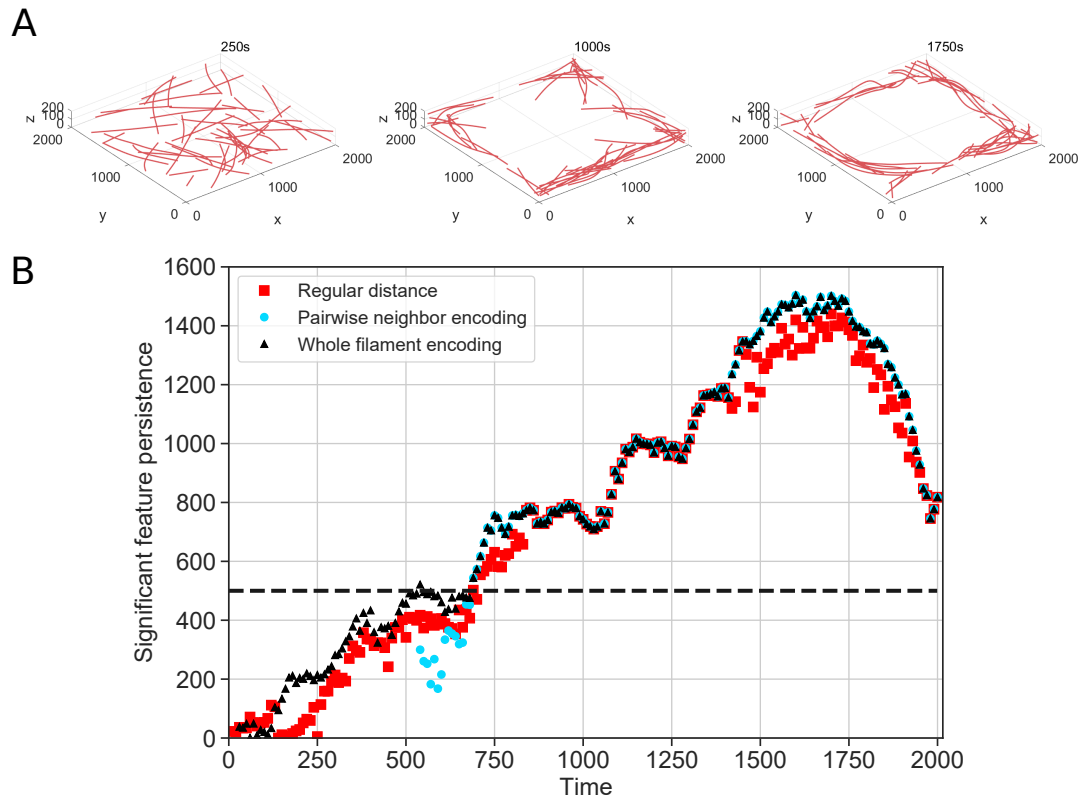 A
250s
1000s
1750s
z
200
100
0
2000
1000
0
y
0
1000
2000
x
z
200
100
0
2000
1000
0
y
0
1000
2000
x
z
200
100
0
2000
1000
0
y
0
1000
2000
x
B
Significant feature persistence
1600
1400
1200
1000
800
600
400
200
0
Regular distance
Pairwise neighbor encoding
Whole filament encoding
0 250 500 750 1000 1250 1500 1750 2000
Time